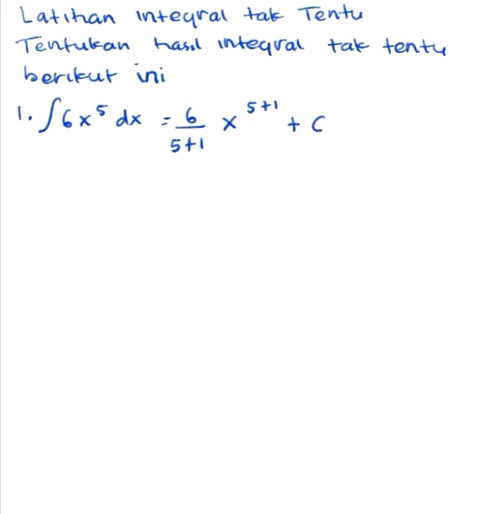 Latihan integral tak Tentu
Tentukan hasil integral tak tentu
berikut ini
1. ∫6x⁵ dx = 6/(5+1) x^(5+1) + C